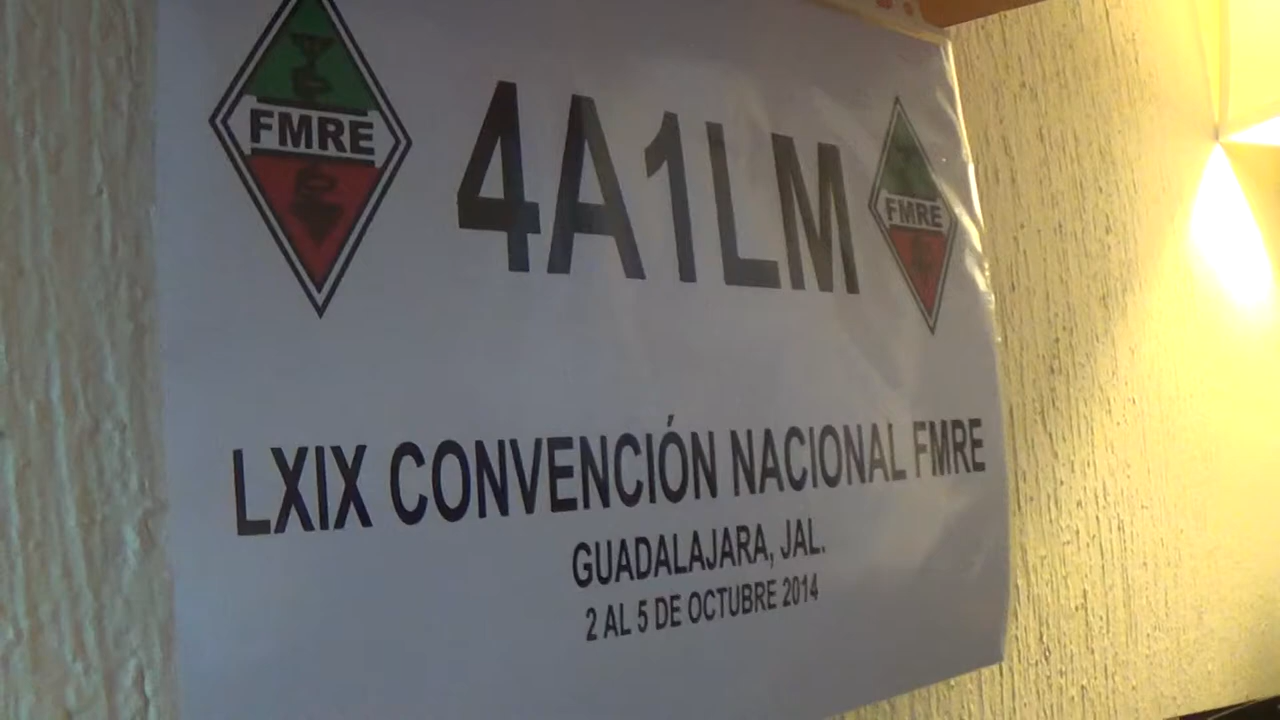 FMRE
4A1LM
FMRE
LXIX CONVENCIÓN NACIONAL FMRE
GUADALAJARA, JAL.
2 AL 5 DE OCTUBRE 2014